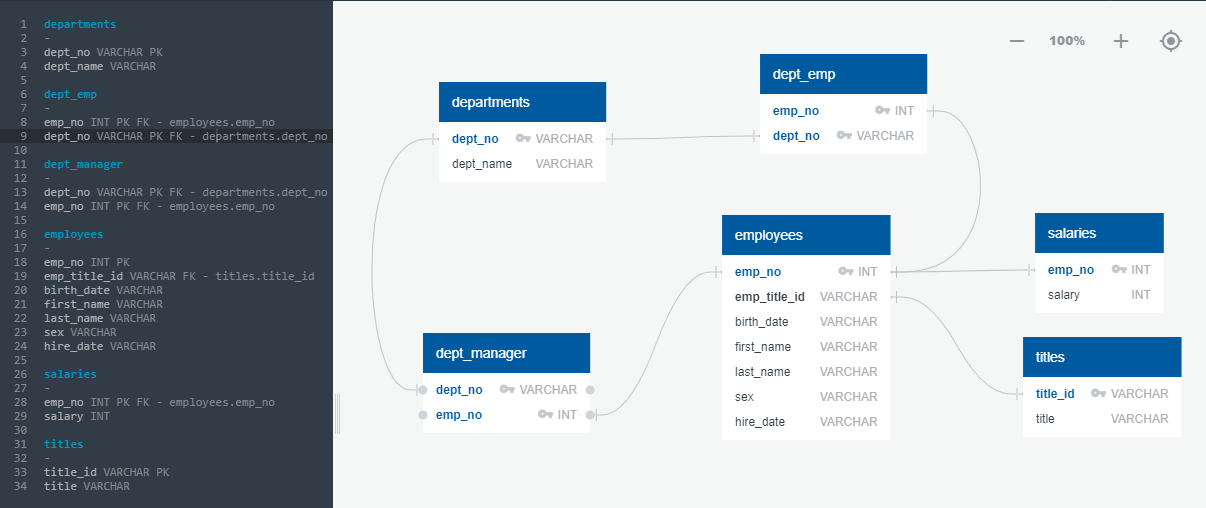 1 departments
2 -
3 dept_no VARCHAR PK
4 dept_name VARCHAR
5
6 dept_emp
7 -
8 emp_no INT PK FK - employees.emp_no
9 dept_no VARCHAR PK FK - departments.dept_no
10
11 dept_manager
12 -
13 dept_no VARCHAR PK FK - departments.dept_no
14 emp_no INT PK FK - employees.emp_no
15
16 employees
17 -
18 emp_no INT PK
19 emp_title_id VARCHAR FK - titles.title_id
20 birth_date VARCHAR
21 first_name VARCHAR
22 last_name VARCHAR
23 sex VARCHAR
24 hire_date VARCHAR
25
26 salaries
27 -
28 emp_no INT PK FK - employees.emp_no
29 salary INT
30
31 titles
32 -
33 title_id VARCHAR PK
34 title VARCHAR
100%
departments
dept_no VARCHAR
dept_name VARCHAR
dept_emp
emp_no INT
dept_no VARCHAR
employees
emp_no INT
emp_title_id VARCHAR
birth_date VARCHAR
first_name VARCHAR
last_name VARCHAR
sex VARCHAR
hire_date VARCHAR
salaries
emp_no INT
salary INT
dept_manager
dept_no VARCHAR
emp_no INT
titles
title_id VARCHAR
title VARCHAR